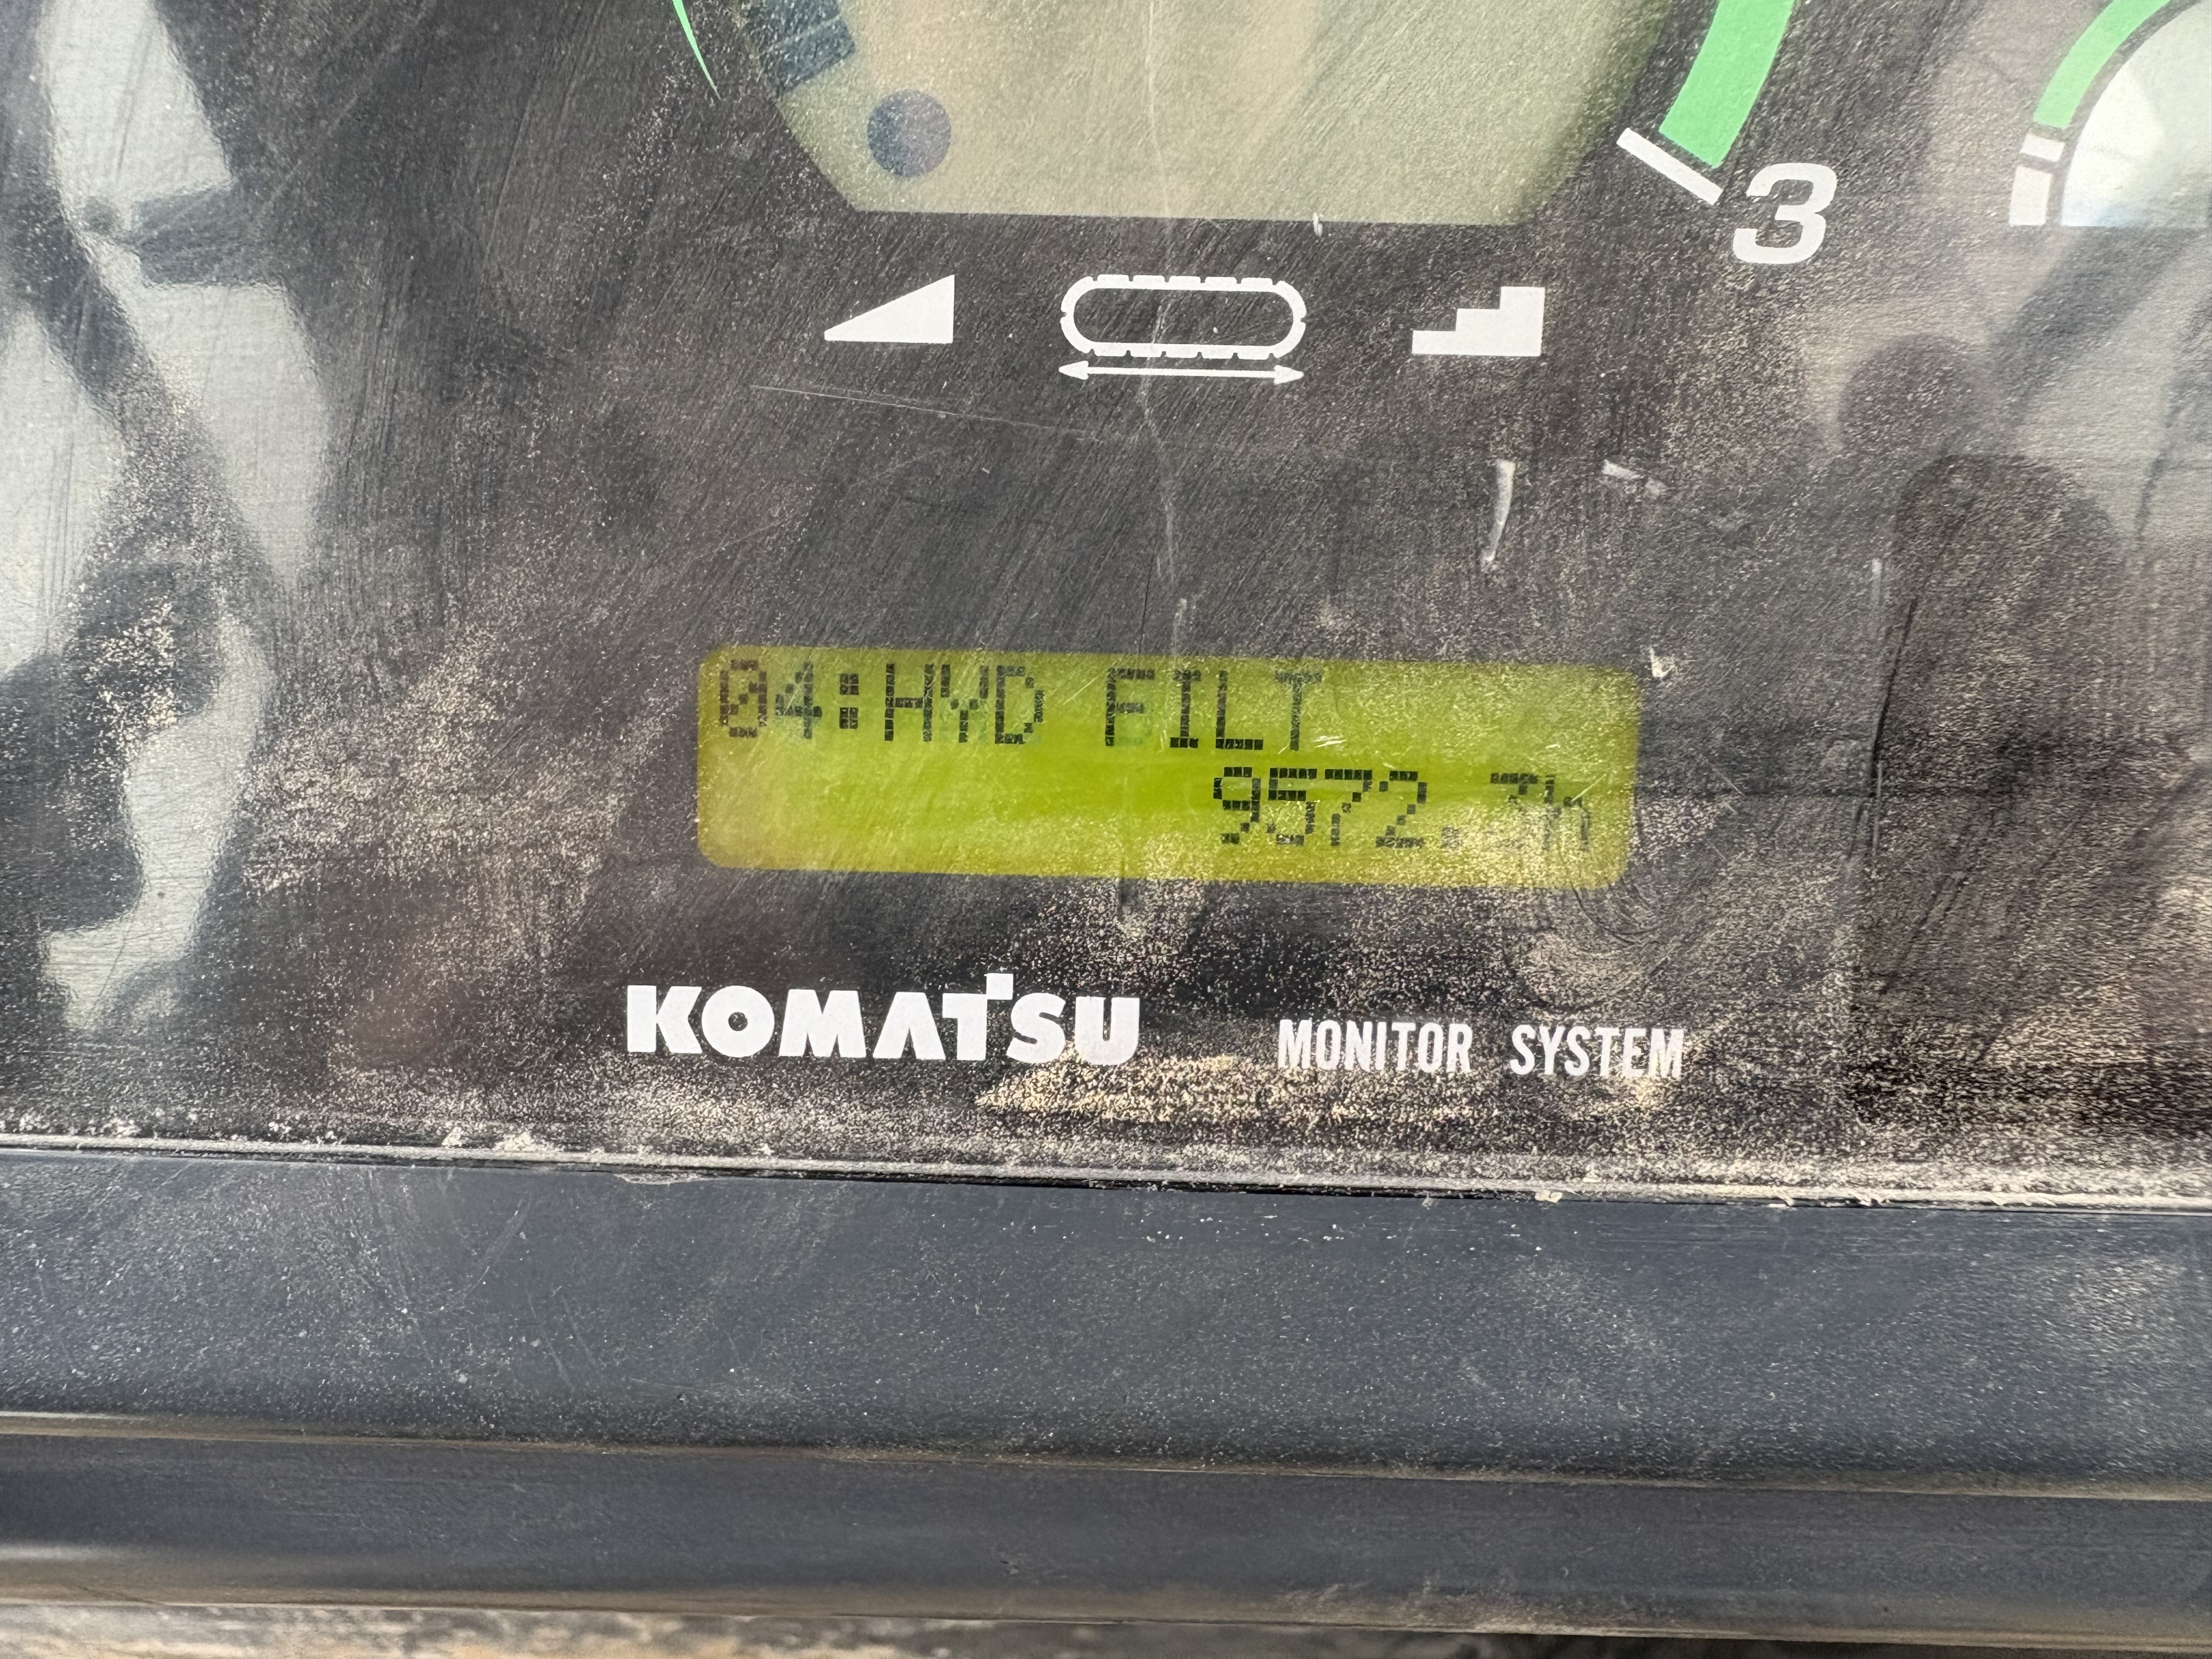 3
04:HYD FILT
9572.7h
KOMATSU MONITOR SYSTEM